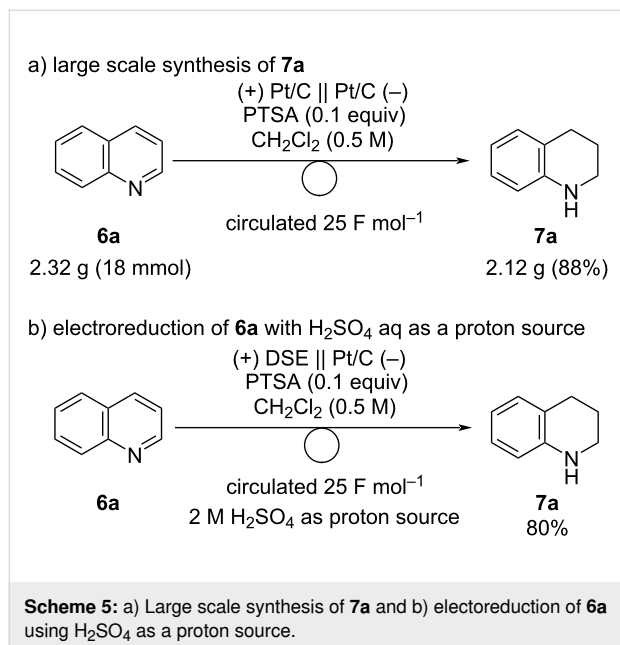 a) large scale synthesis of 7a
(+) Pt/C || Pt/C (–)
PTSA (0.1 equiv)
CH₂Cl₂ (0.5 M)
N
N
H
circulated 25 F mol⁻¹
6a
7a
2.32 g (18 mmol)
2.12 g (88%)
b) electroreduction of 6a with H₂SO₄ aq as a proton source
(+) DSE || Pt/C (–)
PTSA (0.1 equiv)
CH₂Cl₂ (0.5 M)
N
N
H
circulated 25 F mol⁻¹
6a
7a
2 M H₂SO₄ as proton source
80%
Scheme 5: a) Large scale synthesis of 7a and b) electoreduction of 6a
using H₂SO₄ as a proton source.